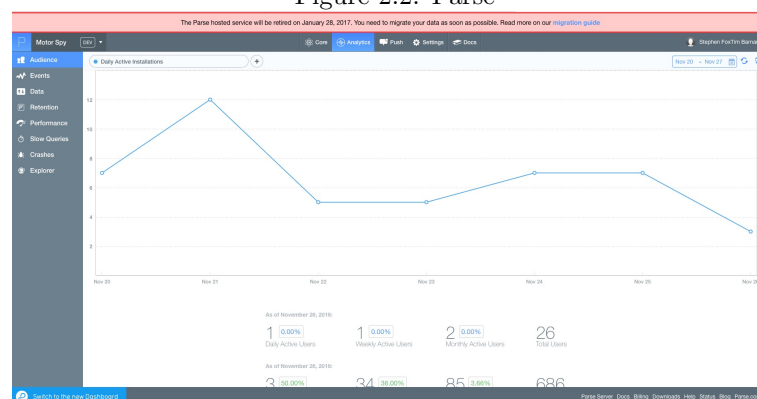 Figure 2.2: Parse
The Parse hosted service will be retired on January 28, 2017. You need to migrate your data as soon as possible. Read more on our migration guide
Motor Spy DEV Core Analytics Push Settings Docs Stephen FoxTim Barna
Audience
Daily Active Installations
Nov 20 - Nov 27
Events
Data
Retention
Performance
Slow Queries
Crashes
Explorer
12
10
8
6
4
2
Nov 20 Nov 21 Nov 22 Nov 23 Nov 24 Nov 25 Nov 2
As of November 26, 2016:
1 0.00% 1 0.00% 2 0.00% 26
Daily Active Users Weekly Active Users Monthly Active Users Total Users
As of November 26, 2016:
3 50.00% 34 36.00% 85 3.66% 686
Switch to the new Dashboard
Parse Server Docs Billing Downloads Help Status Blog Parse.co